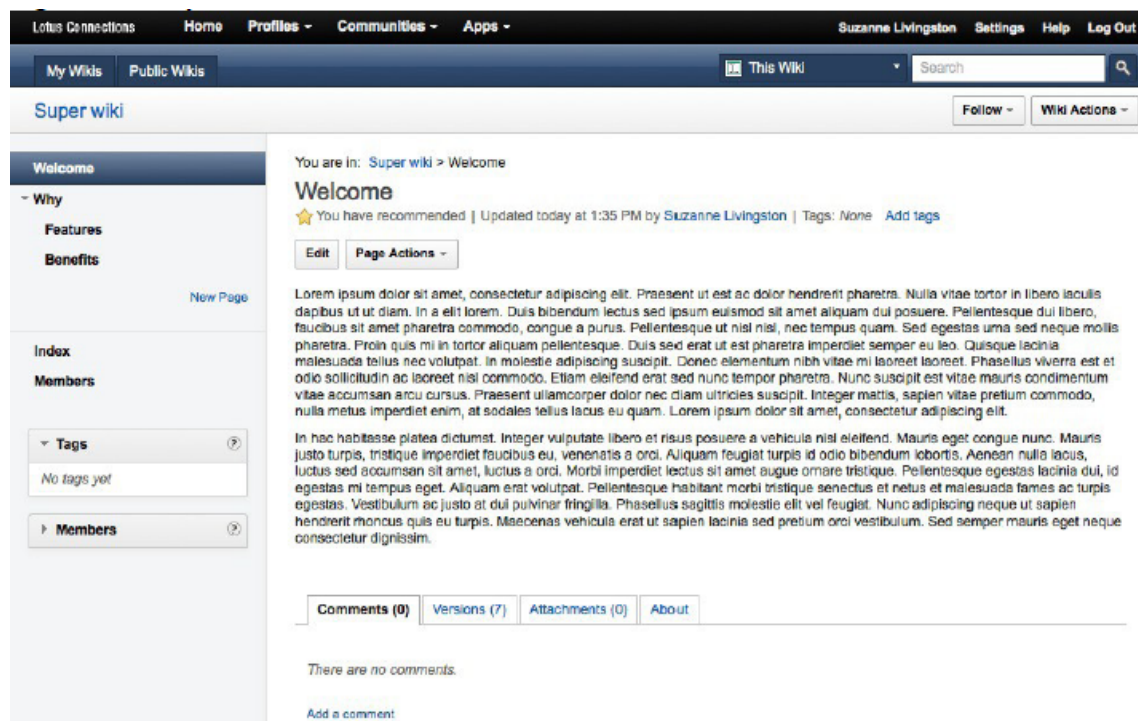 Lotus Connections Home Profiles Communities Apps Suzanne Livingston Settings Help Log Out
My Wikis Public Wikis This Wiki Search
Super wiki Follow Wiki Actions
Welcome
Why
Features
Benefits
New Page
Index
Members
Tags
No tags yet
Members
You are in: Super wiki > Welcome
Welcome
You have recommended | Updated today at 1:35 PM by Suzanne Livingston | Tags: None Add tags
Edit Page Actions
Lorem ipsum dolor sit amet, consectetur adipiscing elit. Praesent ut est ac dolor hendrerit pharetra. Nulla vitae tortor in libero iaculis
dapibus ut ut diam. In a elit lorem. Duis bibendum lectus sed ipsum euismod sit amet aliquam dui posuere. Pellentesque dui libero,
faucibus sit amet pharetra commodo, congue a purus. Pellentesque ut nisl nisl, nec tempus quam. Sed egestas urna sed neque mollis
pharetra. Proin quis mi in tortor aliquam pellentesque. Duis sed erat ut est pharetra imperdiet semper eu leo. Quisque lacinia
malesuada tellus nec volutpat. In molestie adipiscing suscipit. Donec elementum nibh vitae mi laoreet laoreet. Phasellus viverra est et
odio sollicitudin ac laoreet nisl commodo. Etiam eleifend erat sed nunc tempor pharetra. Nunc suscipit est vitae mauris condimentum
vitae accumsan arcu cursus. Praesent ullamcorper dolor nec diam ultricies suscipit. Integer mattis, sapien vitae pretium commodo,
nulla metus imperdiet enim, at sodales tellus lacus eu quam. Lorem ipsum dolor sit amet, consectetur adipiscing elit.
In hac habitasse platea dictumst. Integer vulputate libero et risus posuere a vehicula nisl eleifend. Mauris eget congue nunc. Mauris
justo turpis, tristique imperdiet faucibus eu, venenatis a orci. Aliquam feugiat turpis id odio bibendum lobortis. Aenean nulla lacus,
luctus sed accumsan sit amet, luctus a orci. Morbi imperdiet lectus sit amet augue ornare tristique. Pellentesque egestas lacinia dui, id
egestas mi tempus eget. Aliquam erat volutpat. Pellentesque habitant morbi tristique senectus et netus et malesuada fames ac turpis
egestas. Vestibulum ac justo at dui pulvinar fringilla. Phasellus sagittis molestie elit vel feugiat. Nunc adipiscing neque ut sapien
hendrerit rhoncus quis eu turpis. Maecenas vehicula erat ut sapien lacinia sed pretium orci vestibulum. Sed semper mauris eget neque
consectetur dignissim.
Comments (0) Versions (7) Attachments (0) About
There are no comments.
Add a comment